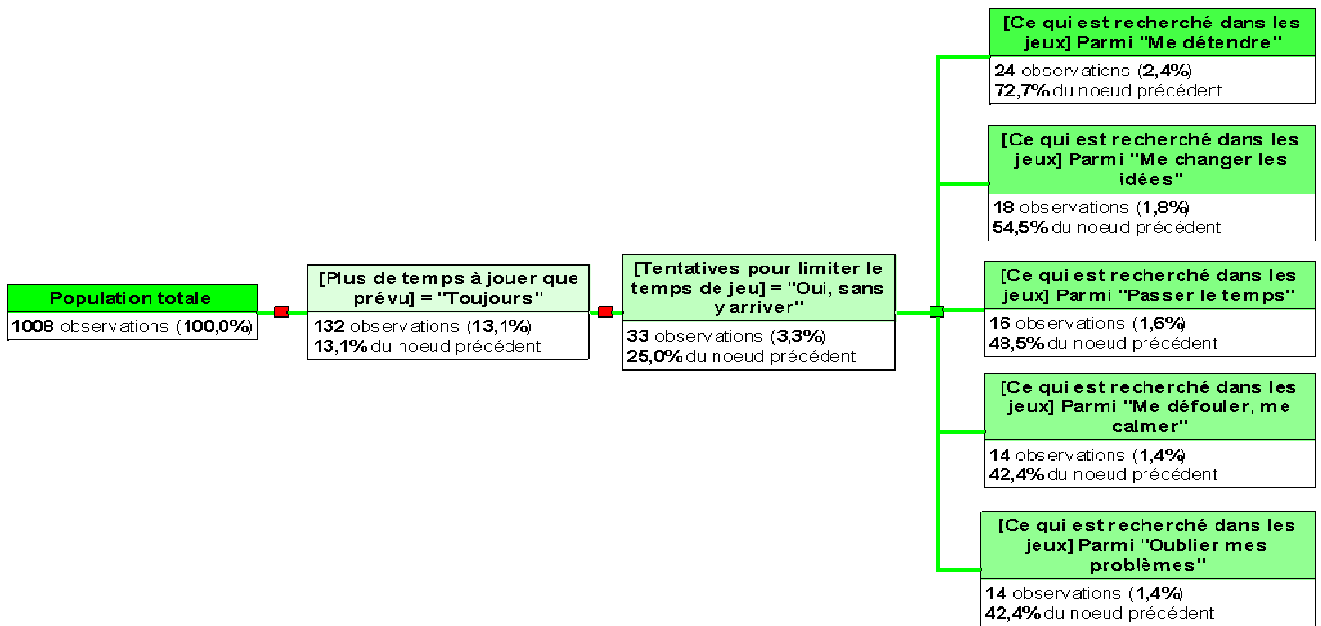 Population totale
1008 observations (100,0%)
[Plus de temps à jouer que
prévu] = "Toujours"
132 observations (13,1%)
13,1% du noeud précédent
[Tentatives pour limiter le
temps de jeu] = "Oui, sans
y arriver"
33 observations (3,3%)
25,0% du noeud précédent
[Ce qui est recherché dans les
jeux] Parmi "Me détendre"
24 observations (2,4%)
72,7% du noeud précédent
[Ce qui est recherché dans les
jeux] Parmi "Me changer les
idées"
18 observations (1,8%)
54,5% du noeud précédent
[Ce qui est recherché dans les
jeux] Parmi "Passer le temps"
16 observations (1,6%)
48,5% du noeud précédent
[Ce qui est recherché dans les
jeux] Parmi "Me défouler, me
calmer"
14 observations (1,4%)
42,4% du noeud précédent
[Ce qui est recherché dans les
jeux] Parmi "Oublier mes
problèmes"
14 observations (1,4%)
42,4% du noeud précédent